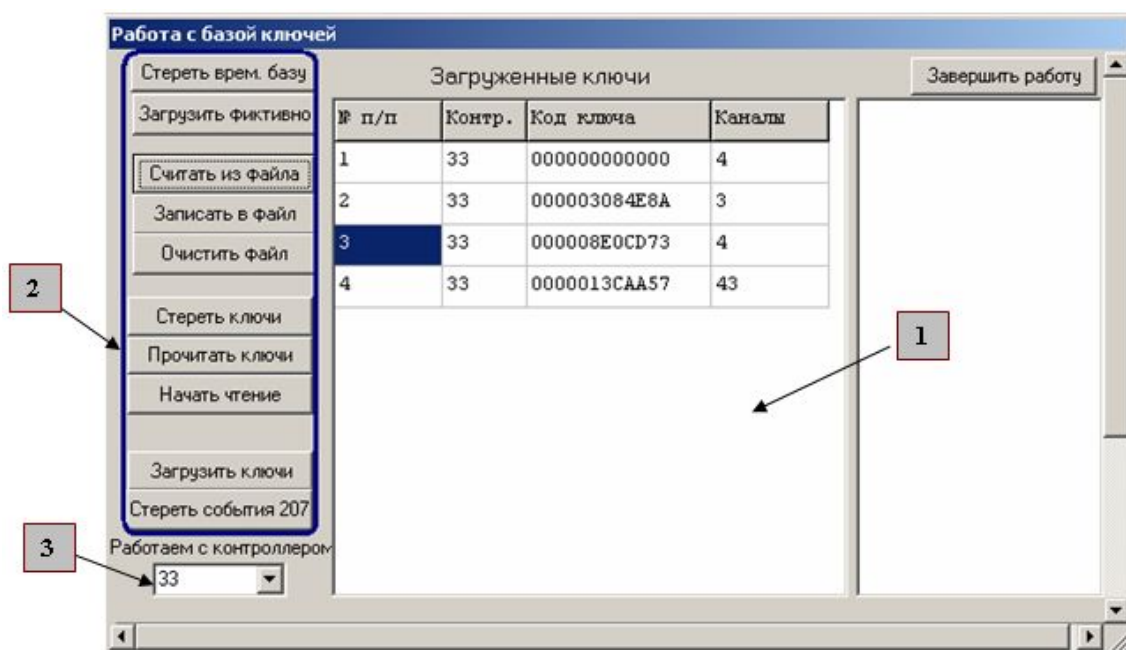 Работа с базой ключей
Стереть врем. базу
Загруженные ключи
Завершить работу
Загрузить фиктивно
№ п/п Контр. Код ключа Каналы
1 33 000000000000 4
Считать из файла
2 33 000003084E8A 3
Записать в файл
3 33 000008E0CD73 4
Очистить файл
4 33 0000013CAA57 43
2
Стереть ключи
1
Прочитать ключи
Начать чтение
Загрузить ключи
Стереть события 207
3
Работаем с контроллером
33